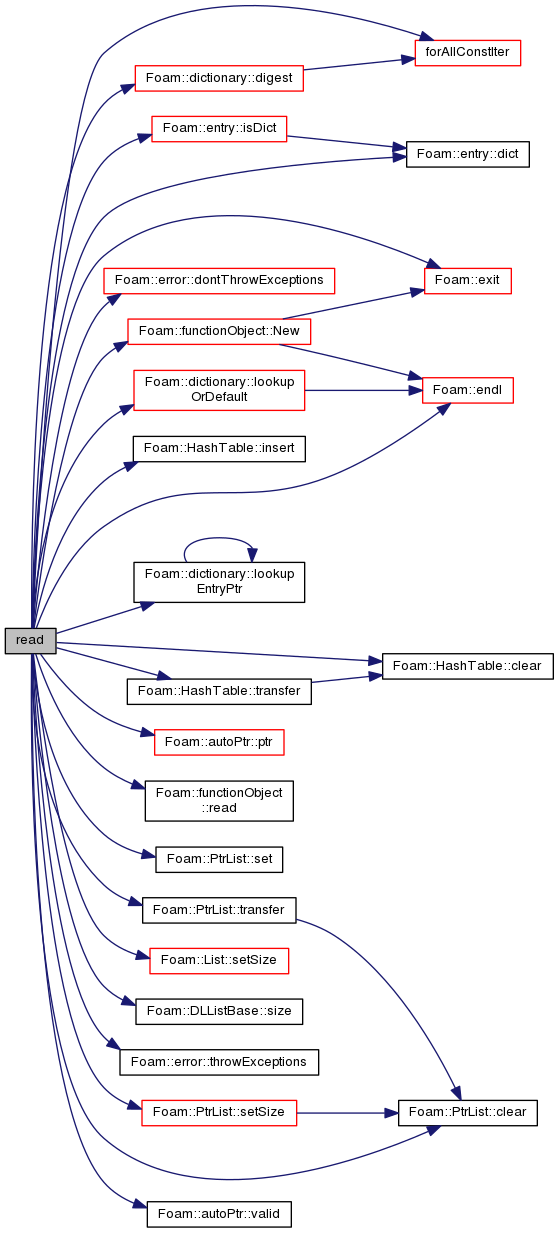 forAllConstIter
Foam::dictionary::digest
Foam::entry::isDict
Foam::entry::dict
Foam::error::dontThrowExceptions
Foam::exit
Foam::functionObject::New
Foam::dictionary::lookup
OrDefault
Foam::endl
Foam::HashTable::insert
Foam::dictionary::lookup
EntryPtr
read
Foam::HashTable::clear
Foam::HashTable::transfer
Foam::autoPtr::ptr
Foam::functionObject
::read
Foam::PtrList::set
Foam::PtrList::transfer
Foam::List::setSize
Foam::DLListBase::size
Foam::error::throwExceptions
Foam::PtrList::setSize
Foam::PtrList::clear
Foam::autoPtr::valid